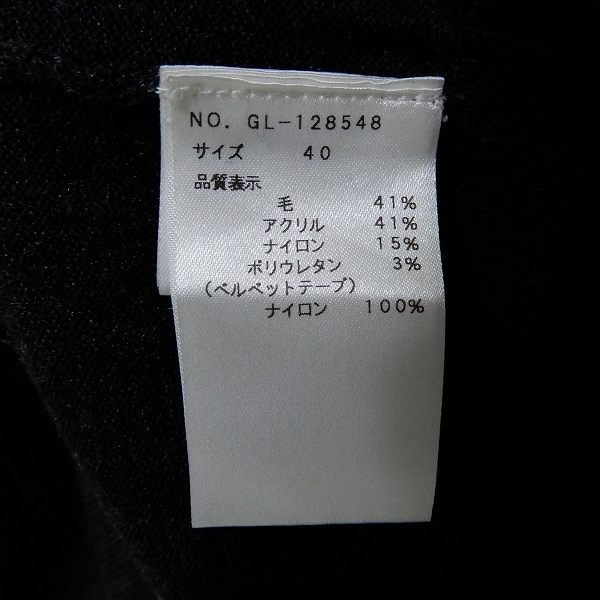 NO. GL-128548
サイズ 40
品質表示
毛 41%
アクリル 41%
ナイロン 15%
ポリウレタン 3%
(ベルベットテープ)
ナイロン 100%